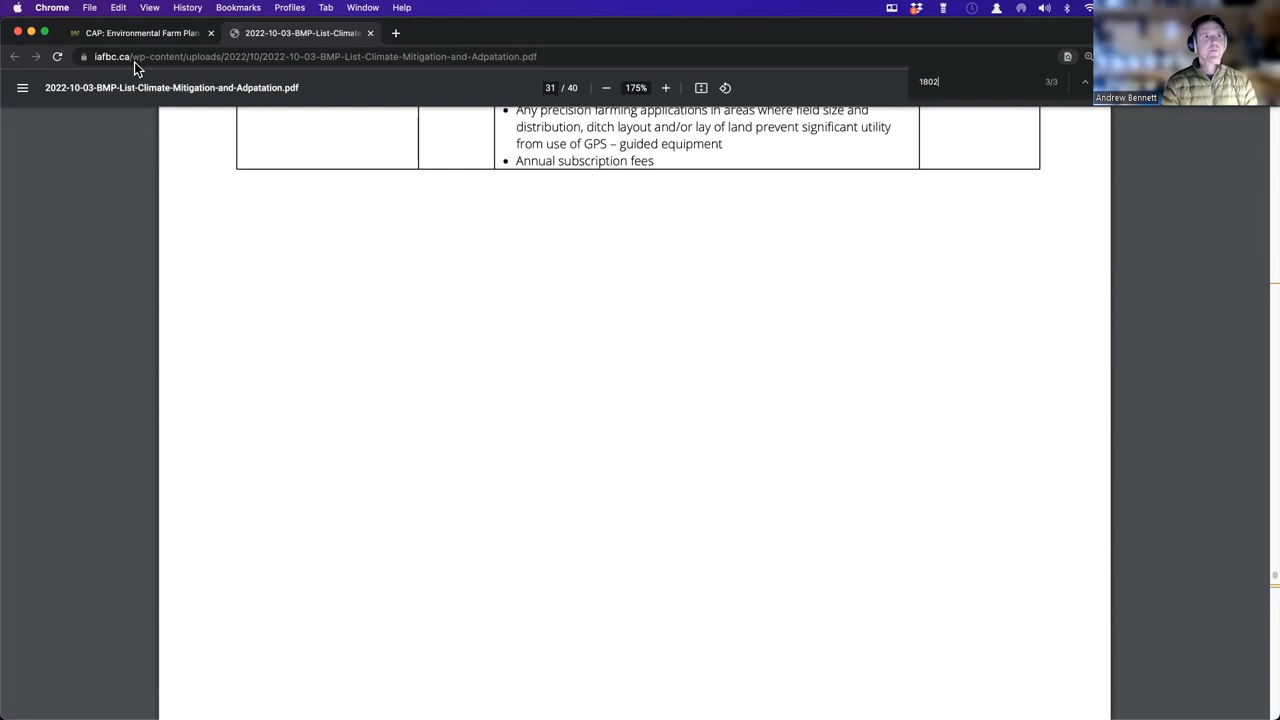 Chrome File Edit View History Bookmarks Profiles Tab Window Help
CAP: Environmental Farm Plan
2022-10-03-BMP-List-Climate
iafbc.ca/wp-content/uploads/2022/10/2022-10-03-BMP-List-Climate-Mitigation-and-Adpatation.pdf
2022-10-03-BMP-List-Climate-Mitigation-and-Adpatation.pdf
31 / 40
175%
1802
3/3
Andrew Bennett
• Any precision farming applications in areas where field size and
distribution, ditch layout and/or lay of land prevent significant utility
from use of GPS – guided equipment
• Annual subscription fees